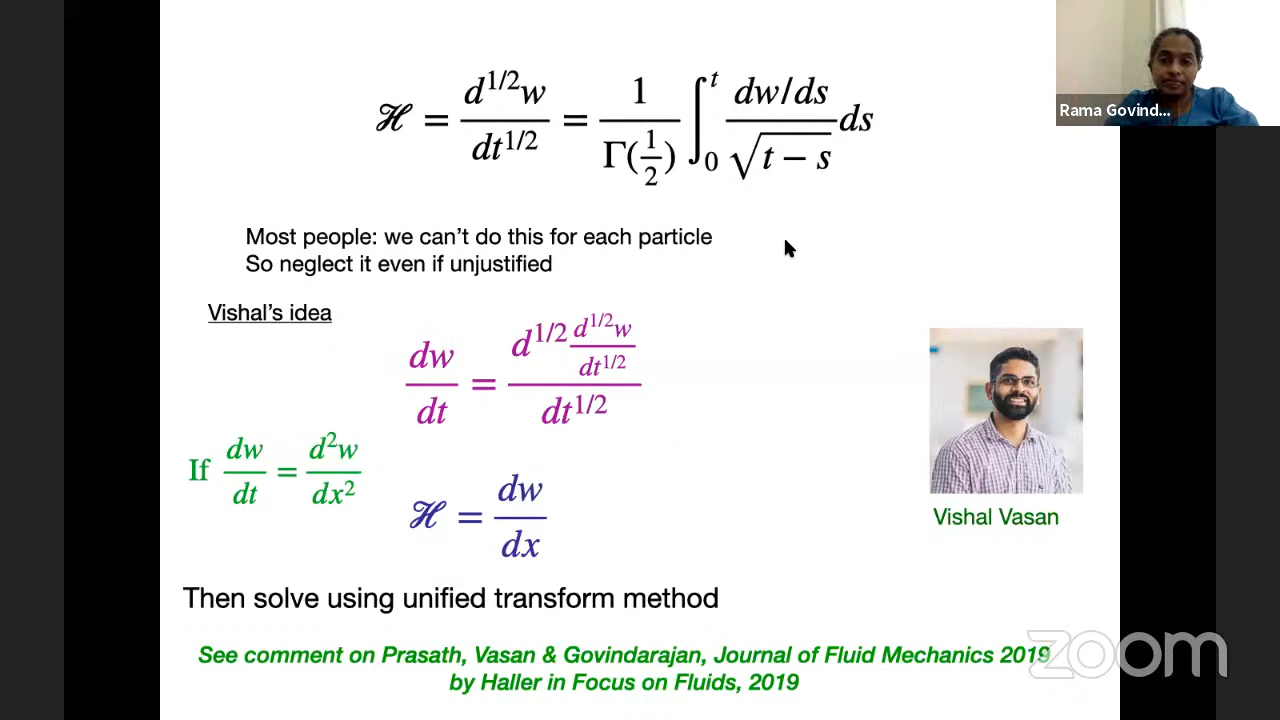 Rama Govind...
ℋ = d^{1/2}w/dt^{1/2} = 1/Γ(1/2) ∫_0^t (dw/ds)/√(t − s) ds
Most people: we can't do this for each particle
So neglect it even if unjustified
Vishal's idea
dw/dt = d^{1/2} (d^{1/2}w/dt^{1/2}) / dt^{1/2}
If dw/dt = d²w/dx²
ℋ = dw/dx
Vishal Vasan
Then solve using unified transform method
See comment on Prasath, Vasan & Govindarajan, Journal of Fluid Mechanics 2019
by Haller in Focus on Fluids, 2019
zoom